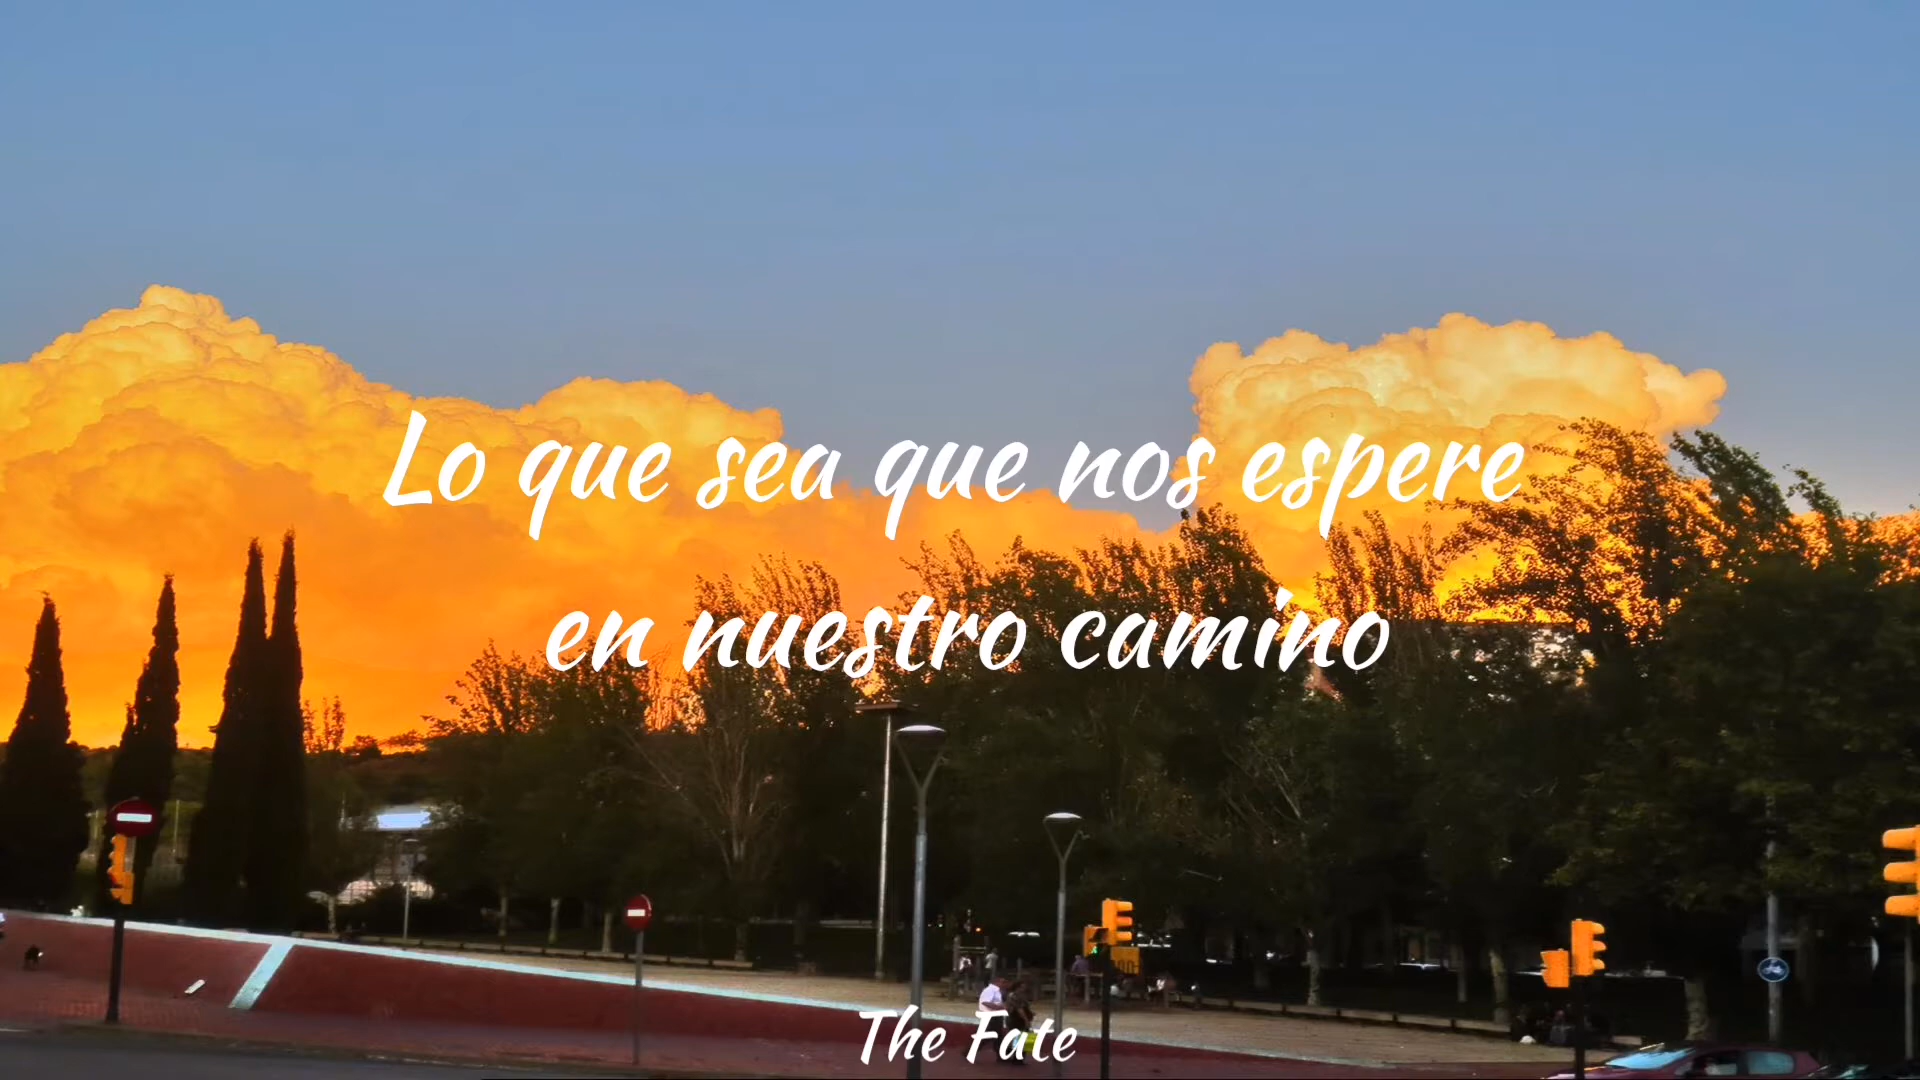 Lo que sea que nos espere
en nuestro camino
The Fate